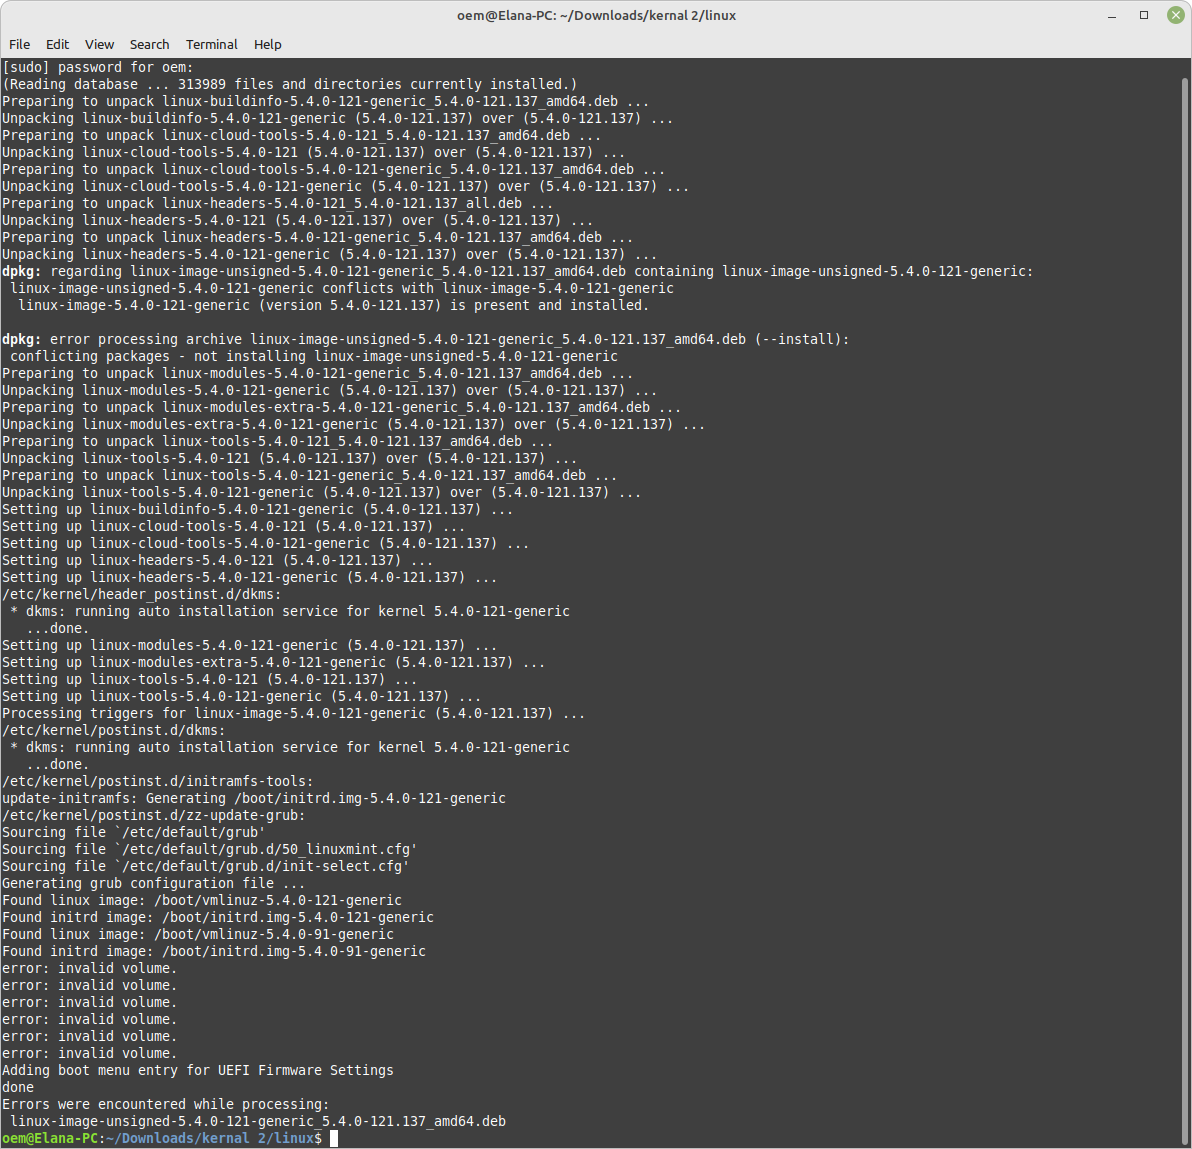 oem@Elana-PC: ~/Downloads/kernal 2/linux
File Edit View Search Terminal Help
[sudo] password for oem:
(Reading database ... 313989 files and directories currently installed.)
Preparing to unpack linux-buildinfo-5.4.0-121-generic_5.4.0-121.137_amd64.deb ...
Unpacking linux-buildinfo-5.4.0-121-generic (5.4.0-121.137) over (5.4.0-121.137) ...
Preparing to unpack linux-cloud-tools-5.4.0-121_5.4.0-121.137_amd64.deb ...
Unpacking linux-cloud-tools-5.4.0-121 (5.4.0-121.137) over (5.4.0-121.137) ...
Preparing to unpack linux-cloud-tools-5.4.0-121-generic_5.4.0-121.137_amd64.deb ...
Unpacking linux-cloud-tools-5.4.0-121-generic (5.4.0-121.137) over (5.4.0-121.137) ...
Preparing to unpack linux-headers-5.4.0-121_5.4.0-121.137_all.deb ...
Unpacking linux-headers-5.4.0-121 (5.4.0-121.137) over (5.4.0-121.137) ...
Preparing to unpack linux-headers-5.4.0-121-generic_5.4.0-121.137_amd64.deb ...
Unpacking linux-headers-5.4.0-121-generic (5.4.0-121.137) over (5.4.0-121.137) ...
dpkg: regarding linux-image-unsigned-5.4.0-121-generic_5.4.0-121.137_amd64.deb containing linux-image-unsigned-5.4.0-121-generic:
 linux-image-unsigned-5.4.0-121-generic conflicts with linux-image-5.4.0-121-generic
  linux-image-5.4.0-121-generic (version 5.4.0-121.137) is present and installed.

dpkg: error processing archive linux-image-unsigned-5.4.0-121-generic_5.4.0-121.137_amd64.deb (--install):
 conflicting packages - not installing linux-image-unsigned-5.4.0-121-generic
Preparing to unpack linux-modules-5.4.0-121-generic_5.4.0-121.137_amd64.deb ...
Unpacking linux-modules-5.4.0-121-generic (5.4.0-121.137) over (5.4.0-121.137) ...
Preparing to unpack linux-modules-extra-5.4.0-121-generic_5.4.0-121.137_amd64.deb ...
Unpacking linux-modules-extra-5.4.0-121-generic (5.4.0-121.137) over (5.4.0-121.137) ...
Preparing to unpack linux-tools-5.4.0-121_5.4.0-121.137_amd64.deb ...
Unpacking linux-tools-5.4.0-121 (5.4.0-121.137) over (5.4.0-121.137) ...
Preparing to unpack linux-tools-5.4.0-121-generic_5.4.0-121.137_amd64.deb ...
Unpacking linux-tools-5.4.0-121-generic (5.4.0-121.137) over (5.4.0-121.137) ...
Setting up linux-buildinfo-5.4.0-121-generic (5.4.0-121.137) ...
Setting up linux-cloud-tools-5.4.0-121 (5.4.0-121.137) ...
Setting up linux-cloud-tools-5.4.0-121-generic (5.4.0-121.137) ...
Setting up linux-headers-5.4.0-121 (5.4.0-121.137) ...
Setting up linux-headers-5.4.0-121-generic (5.4.0-121.137) ...
/etc/kernel/header_postinst.d/dkms:
 * dkms: running auto installation service for kernel 5.4.0-121-generic
   ...done.
Setting up linux-modules-5.4.0-121-generic (5.4.0-121.137) ...
Setting up linux-modules-extra-5.4.0-121-generic (5.4.0-121.137) ...
Setting up linux-tools-5.4.0-121 (5.4.0-121.137) ...
Setting up linux-tools-5.4.0-121-generic (5.4.0-121.137) ...
Processing triggers for linux-image-5.4.0-121-generic (5.4.0-121.137) ...
/etc/kernel/postinst.d/dkms:
 * dkms: running auto installation service for kernel 5.4.0-121-generic
   ...done.
/etc/kernel/postinst.d/initramfs-tools:
update-initramfs: Generating /boot/initrd.img-5.4.0-121-generic
/etc/kernel/postinst.d/zz-update-grub:
Sourcing file `/etc/default/grub'
Sourcing file `/etc/default/grub.d/50_linuxmint.cfg'
Sourcing file `/etc/default/grub.d/init-select.cfg'
Generating grub configuration file ...
Found linux image: /boot/vmlinuz-5.4.0-121-generic
Found initrd image: /boot/initrd.img-5.4.0-121-generic
Found linux image: /boot/vmlinuz-5.4.0-91-generic
Found initrd image: /boot/initrd.img-5.4.0-91-generic
error: invalid volume.
error: invalid volume.
error: invalid volume.
error: invalid volume.
error: invalid volume.
error: invalid volume.
Adding boot menu entry for UEFI Firmware Settings
done
Errors were encountered while processing:
 linux-image-unsigned-5.4.0-121-generic_5.4.0-121.137_amd64.deb
oem@Elana-PC:~/Downloads/kernal 2/linux$